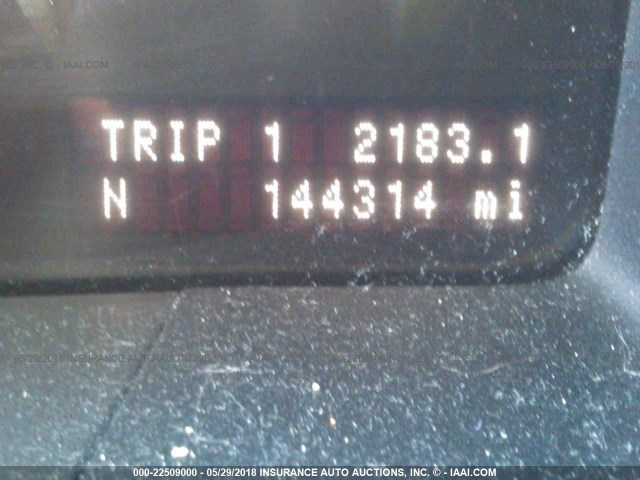 TRIP 1 2183.1
N 144314 mi
000-22509000 - 05/29/2018 INSURANCE AUTO AUCTIONS, INC. - © IAAI.COM